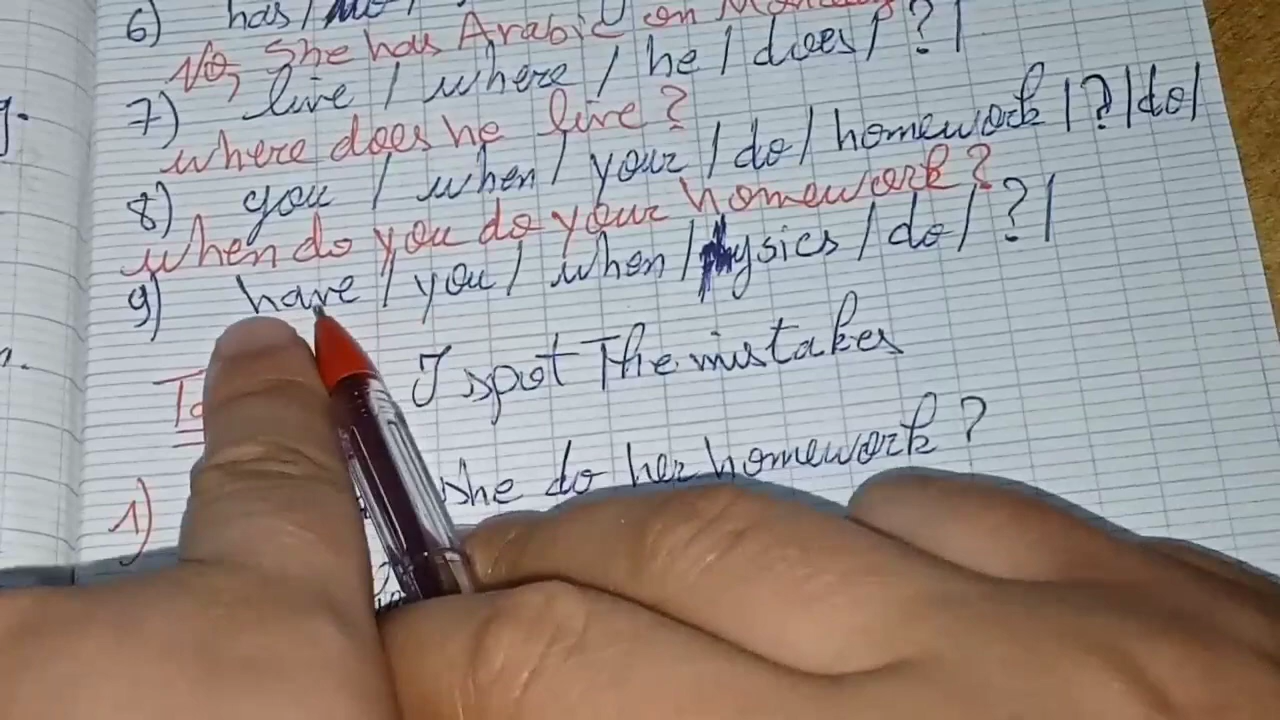 6) has /
No, She has Arabic on
7) live / where / he / does / ? /
where does he live?
8) you / when / your / do / homework / ? / do /
when do you do your homework?
9) have / you / when / physics / do / ? /
I spot The mistakes
1) she do her homework?